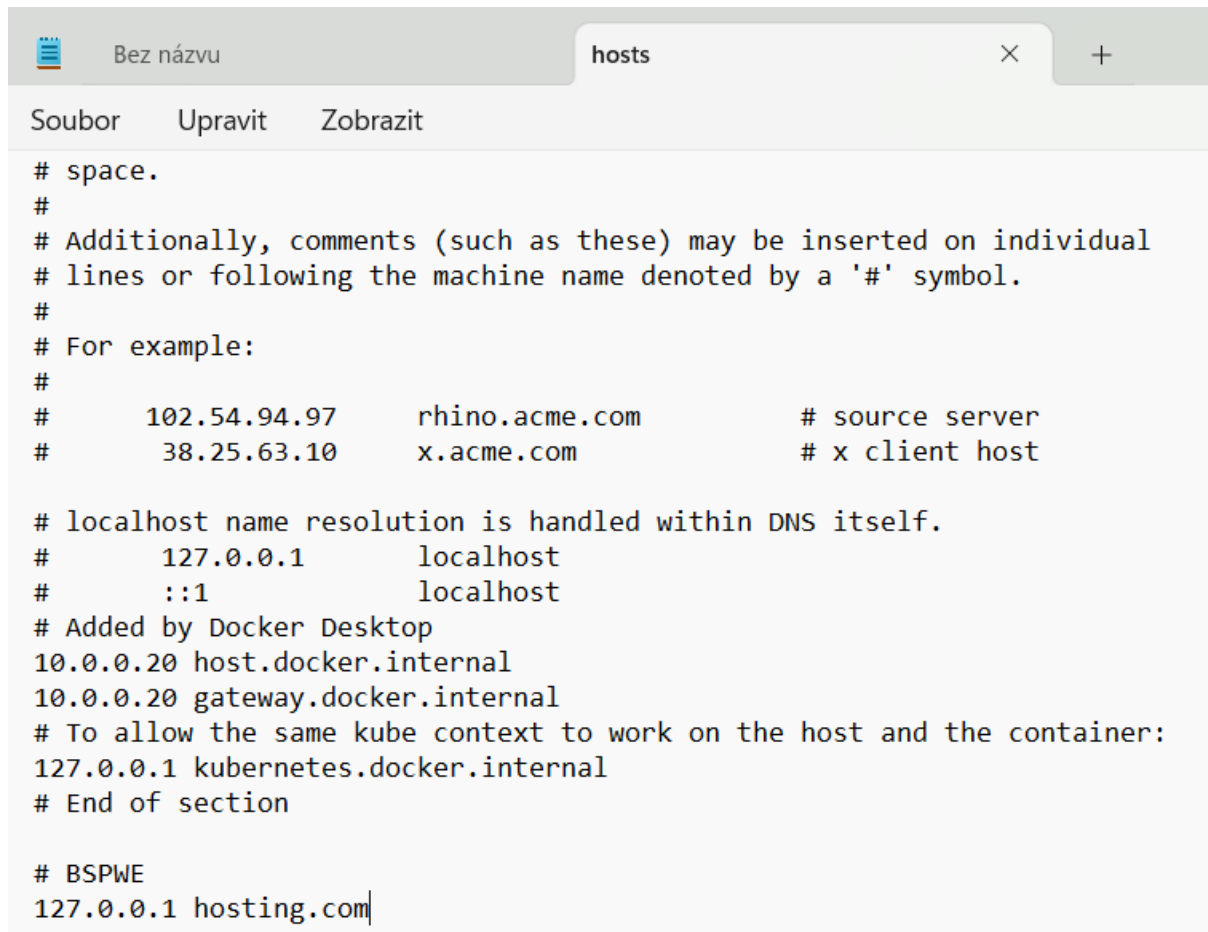 Bez názvu hosts
Soubor Upravit Zobrazit
# space.
#
# Additionally, comments (such as these) may be inserted on individual
# lines or following the machine name denoted by a '#' symbol.
#
# For example:
#
#       102.54.94.97     rhino.acme.com          # source server
#        38.25.63.10     x.acme.com              # x client host

# localhost name resolution is handled within DNS itself.
#       127.0.0.1       localhost
#       ::1             localhost
# Added by Docker Desktop
10.0.0.20 host.docker.internal
10.0.0.20 gateway.docker.internal
# To allow the same kube context to work on the host and the container:
127.0.0.1 kubernetes.docker.internal
# End of section

# BSPWE
127.0.0.1 hosting.com